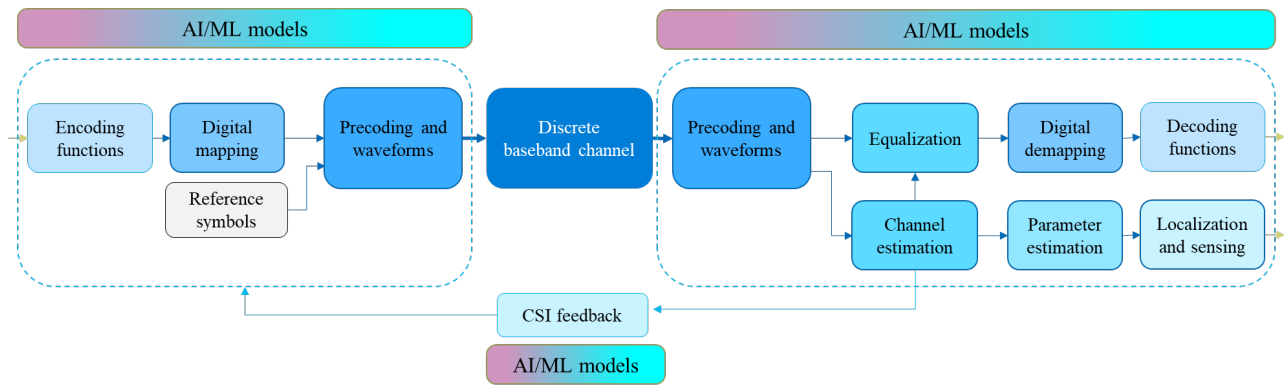 AI/ML models
AI/ML models
Encoding
functions
Digital
mapping
Reference
symbols
Precoding and
waveforms
Discrete
baseband channel
Precoding and
waveforms
Equalization
Digital
demapping
Decoding
functions
Channel
estimation
Parameter
estimation
Localization
and sensing
CSI feedback
AI/ML models